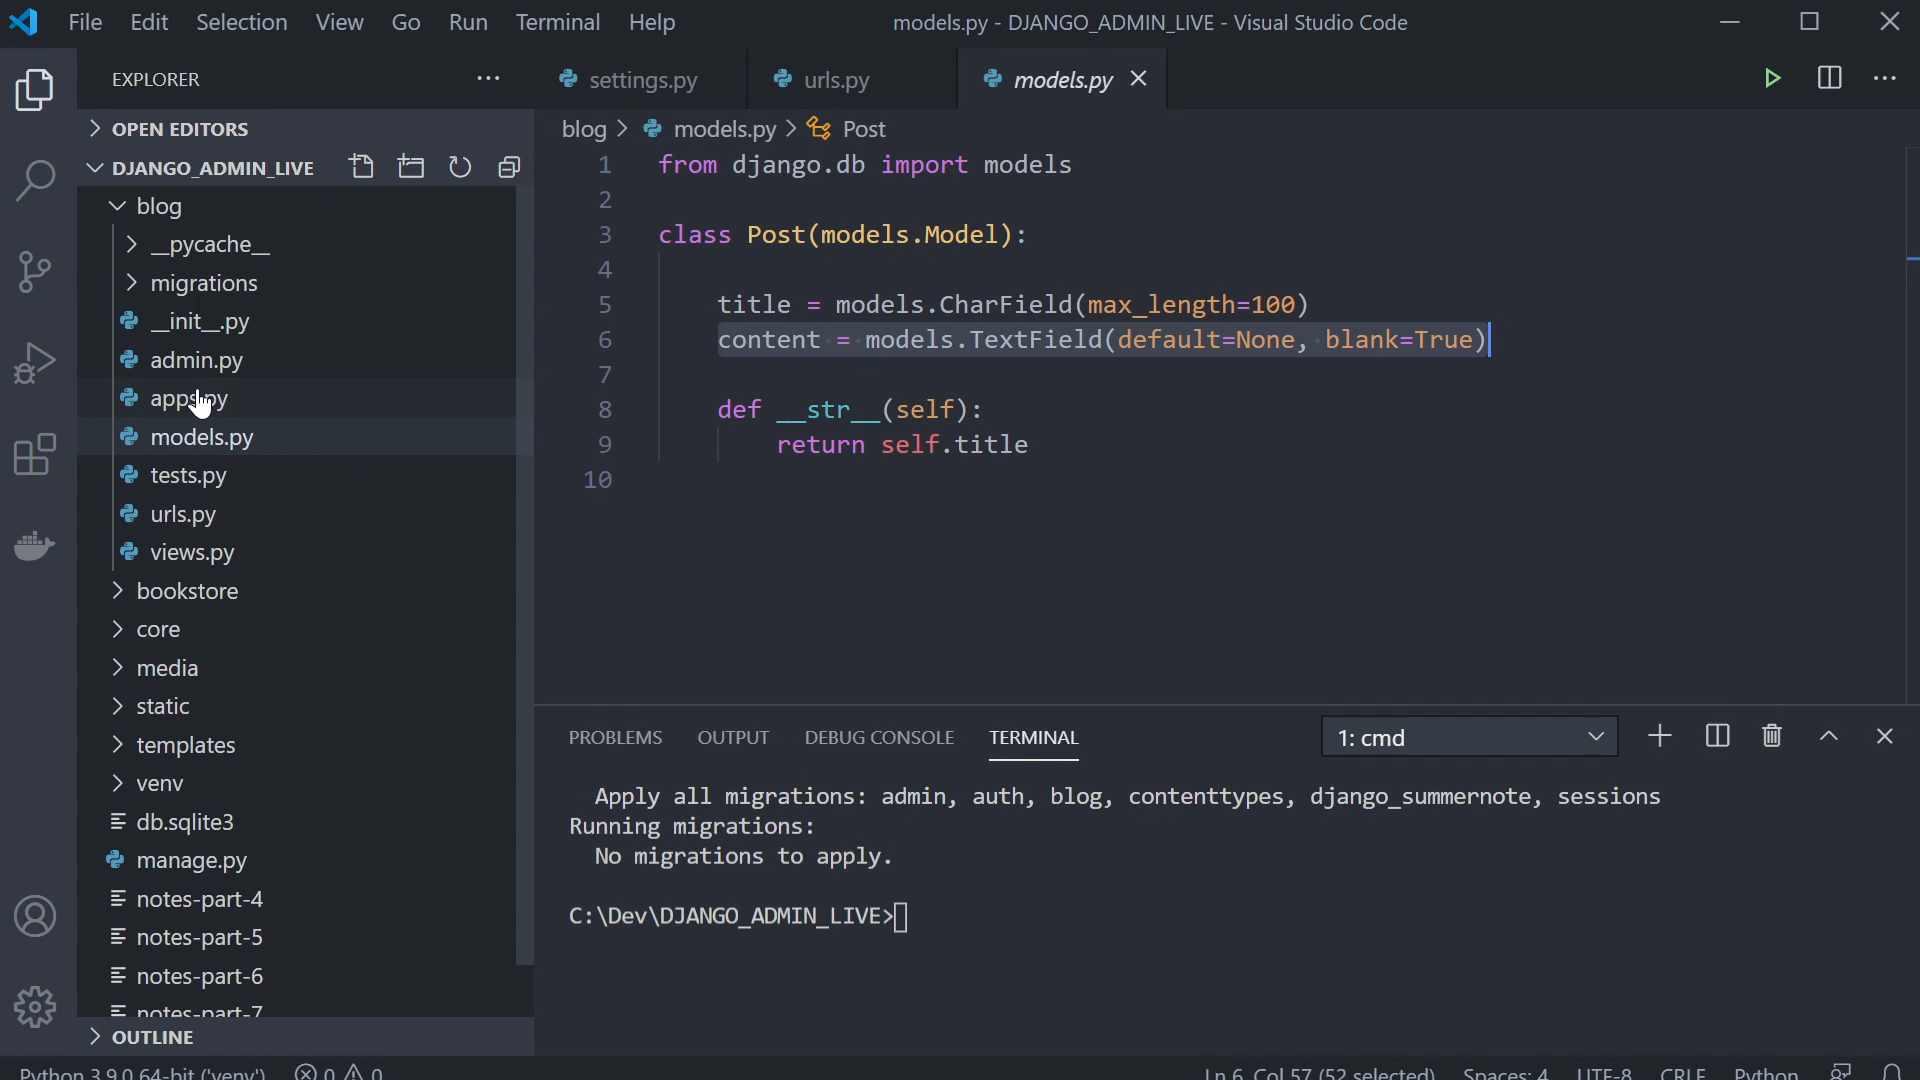 File Edit Selection View Go Run Terminal Help
models.py - DJANGO_ADMIN_LIVE - Visual Studio Code
EXPLORER
OPEN EDITORS
DJANGO_ADMIN_LIVE
blog
__pycache__
migrations
__init__.py
admin.py
apps.py
models.py
tests.py
urls.py
views.py
bookstore
core
media
static
templates
venv
db.sqlite3
manage.py
notes-part-4
notes-part-5
notes-part-6
notes-part-7
OUTLINE
settings.py urls.py models.py
blog > models.py > Post
1 from django.db import models
2
3 class Post(models.Model):
4
5 title = models.CharField(max_length=100)
6 content = models.TextField(default=None, blank=True)
7
8 def __str__(self):
9 return self.title
10
PROBLEMS OUTPUT DEBUG CONSOLE TERMINAL
1: cmd
Apply all migrations: admin, auth, blog, contenttypes, django_summernote, sessions
Running migrations:
No migrations to apply.
C:\Dev\DJANGO_ADMIN_LIVE>
Python 3.9.0 64-bit ('venv') 0 0
Ln 6, Col 57 (52 selected) Spaces: 4 UTF-8 CRLF Python